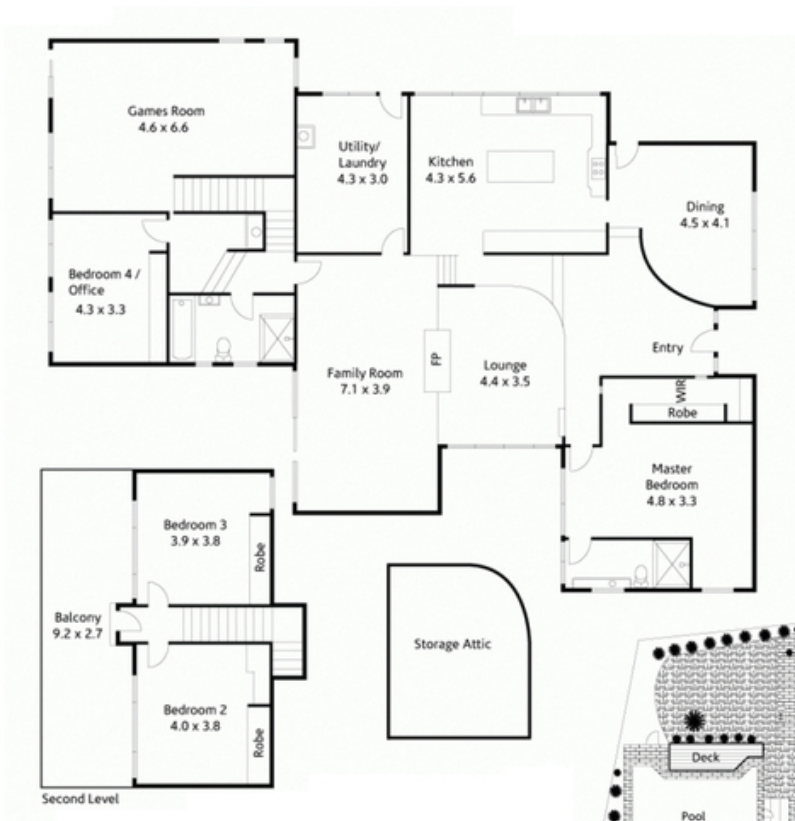 Games Room
4.6 x 6.6
Utility/
Laundry
4.3 x 3.0
Kitchen
4.3 x 5.6
Dining
4.5 x 4.1
Bedroom 4 /
Office
4.3 x 3.3
Family Room
7.1 x 3.9
FP
Lounge
4.4 x 3.5
Entry
WIR
Robe
Master
Bedroom
4.8 x 3.3
Bedroom 3
3.9 x 3.8
Robe
Balcony
9.2 x 2.7
Bedroom 2
4.0 x 3.8
Robe
Second Level
Storage Attic
Deck
Pool